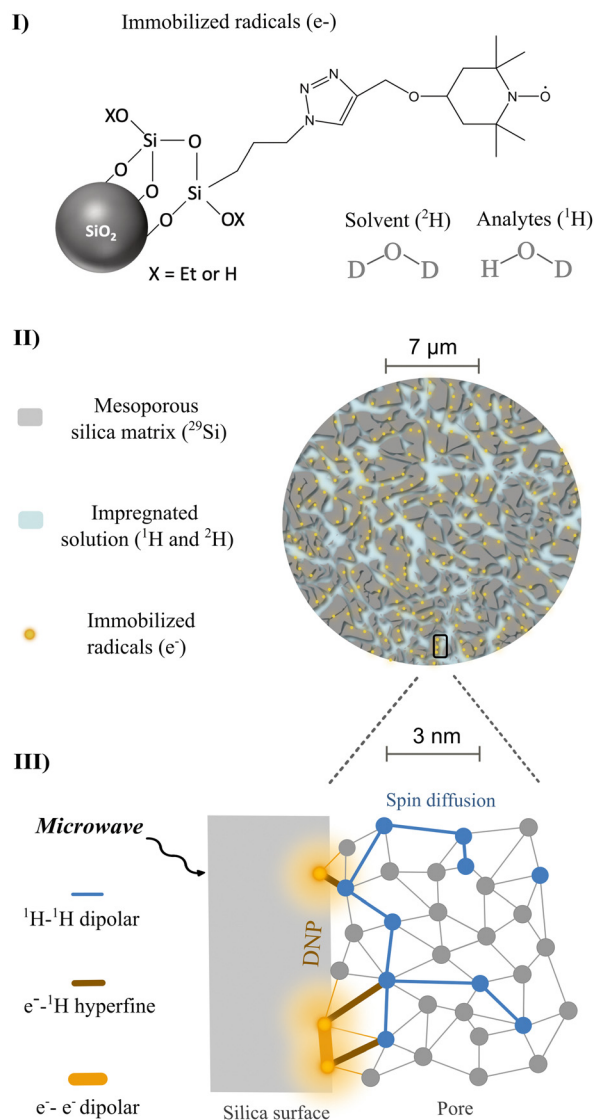 I)
Immobilized radicals (e-)
XO
Si
O
O
O
Si
O
OX
SiO₂
X = Et or H
N
N
N
O
N
O
Solvent (²H)
Analytes (¹H)
D
O
D
H
O
D
II)
7 µm
Mesoporous
silica matrix (²⁹Si)
Impregnated
solution (¹H and ²H)
Immobilized
radicals (e⁻)
3 nm
III)
Spin diffusion
Microwave
¹H-¹H dipolar
DNP
e⁻-¹H hyperfine
e⁻- e⁻ dipolar
Silica surface
Pore